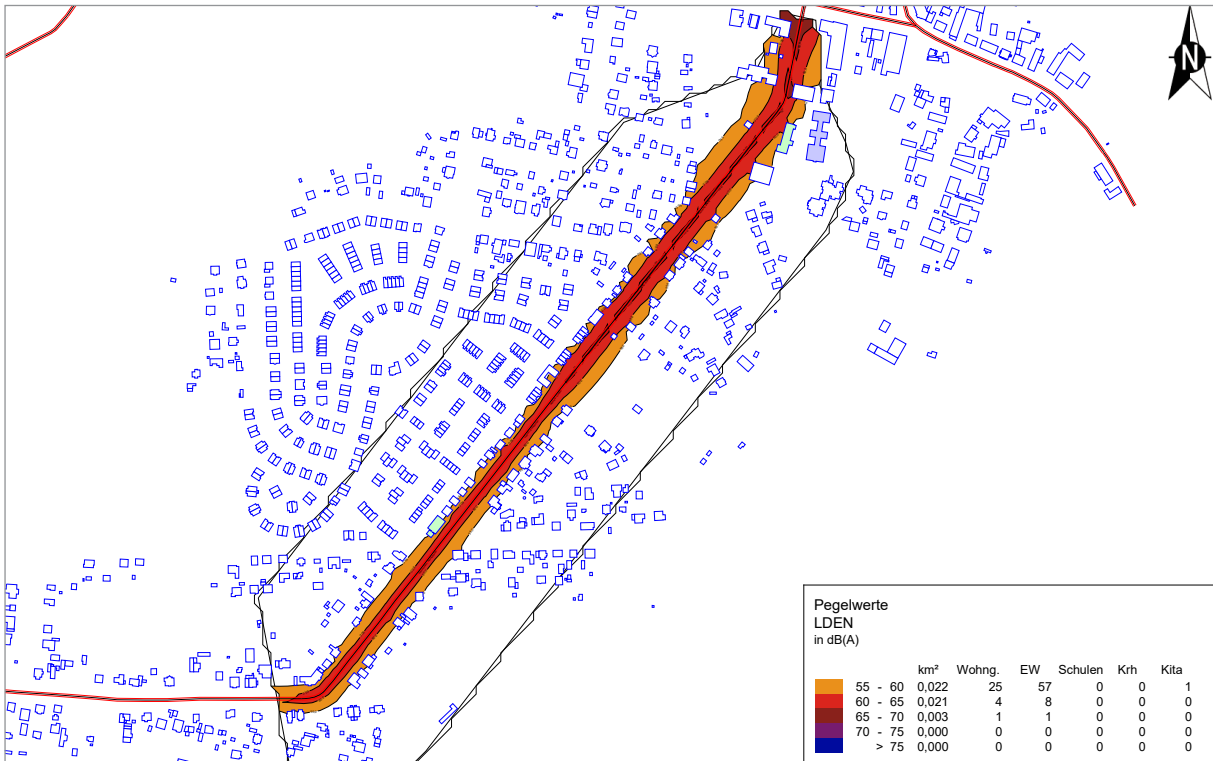 N
Pegelwerte
LDEN
in dB(A)
km² Wohng. EW Schulen Krh Kita
55 - 60 0,022 25 57 0 0 1
60 - 65 0,021 4 8 0 0 0
65 - 70 0,003 1 1 0 0 0
70 - 75 0,000 0 0 0 0 0
> 75 0,000 0 0 0 0 0